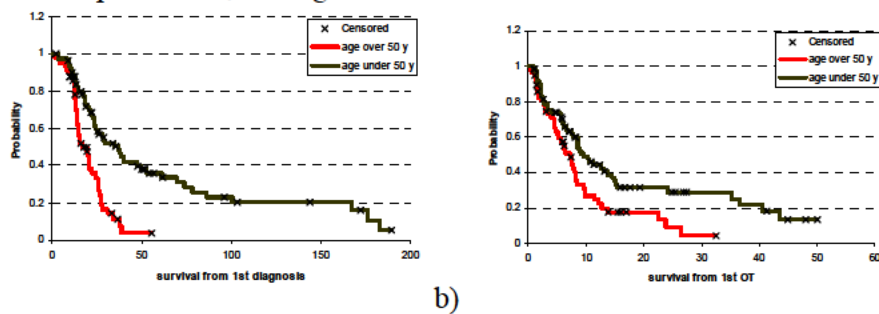 1.2
1
0.8
0.6
0.4
0.2
0
Probability
Censored
age over 50 y
age under 50 y
0 50 100 150 200
survival from 1st diagnosis
1.2
1
0.8
0.6
0.4
0.2
0
Probability
Censored
age over 50 y
age under 50 y
0 10 20 30 40 50 60
survival from 1st OT
b)